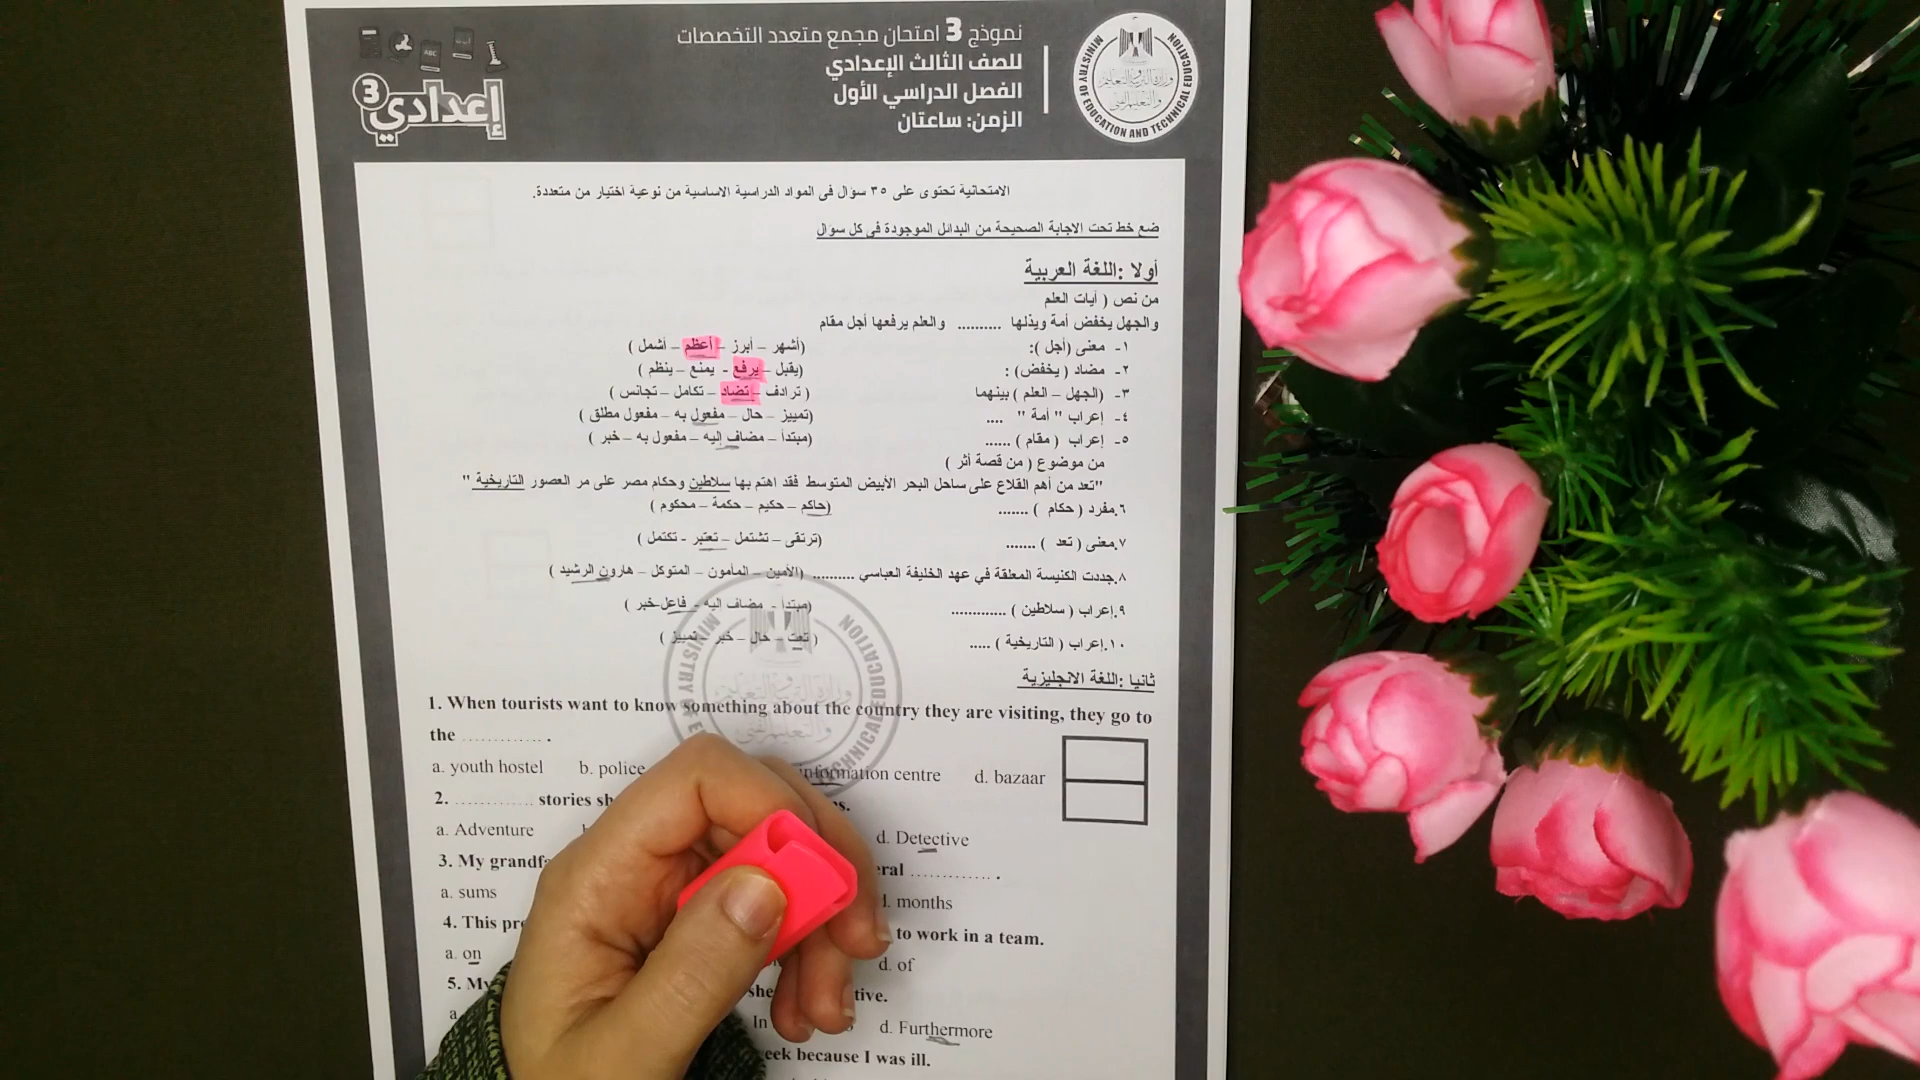 نموذج 3 امتحان مجمع متعدد التخصصات
للصف الثالث الإعدادي
الفصل الدراسي الأول
الزمن: ساعتان
3 إعدادي
ABC
MINISTRY OF EDUCATION AND TECHNICAL EDUCATION
وزارة التربية والتعليم
والتعليم الفني
الامتحانية تحتوى على ٣٥ سؤال فى المواد الدراسية الاساسية من نوعية اختيار من متعددة.
ضع خط تحت الاجابة الصحيحة من البدائل الموجودة فى كل سؤال
أولا :اللغة العربية
من نص ( آيات العلم
والجهل يخفض أمة ويذلها .......... والعلم يرفعها أجل مقام
١- معنى (أجل ): (أشهر – أبرز – أعظم – أشمل )
٢- مضاد ( يخفض) : (يقبل – يرفع - يمنع – ينظم )
٣- (الجهل – العلم ) بينهما ( ترادف – تضاد – تكامل – تجانس )
٤- إعراب " أمة " .... (تمييز – حال – مفعول به – مفعول مطلق )
٥- إعراب ( مقام ) ...... (مبتدأ – مضاف إليه – مفعول به – خبر )
من موضوع ( من قصة أثر )
"تعد من أهم القلاع على ساحل البحر الأبيض المتوسط فقد اهتم بها سلاطين وحكام مصر على مر العصور التاريخية "
٦.مفرد ( حكام ) ....... (حاكم – حكيم – حكمة – محكوم )
٧.معنى ( تعد ) ....... (ترتقى – تشتمل – تعتبر - تكتمل )
٨.جددت الكنيسة المعلقة في عهد الخليفة العباسي .......... (الأمين – المأمون – المتوكل – هارون الرشيد )
٩.إعراب ( سلاطين ) ............. (مبتدأ - مضاف اليه - فاعل-خبر )
١٠.إعراب ( التاريخية ) ..... ( نعت – حال – خبر – تمييز )
ثانيا :اللغة الانجليزية
1. When tourists want to know something about the country they are visiting, they go to
the ............. .
a. youth hostel b. police information centre d. bazaar
2. ............. stories
a. Adventure d. Detective
3. My ............. .
a. sums d. months
4. This to work in a team.
a. on d. of
5. My
a. In d. Furthermore
because I was ill.